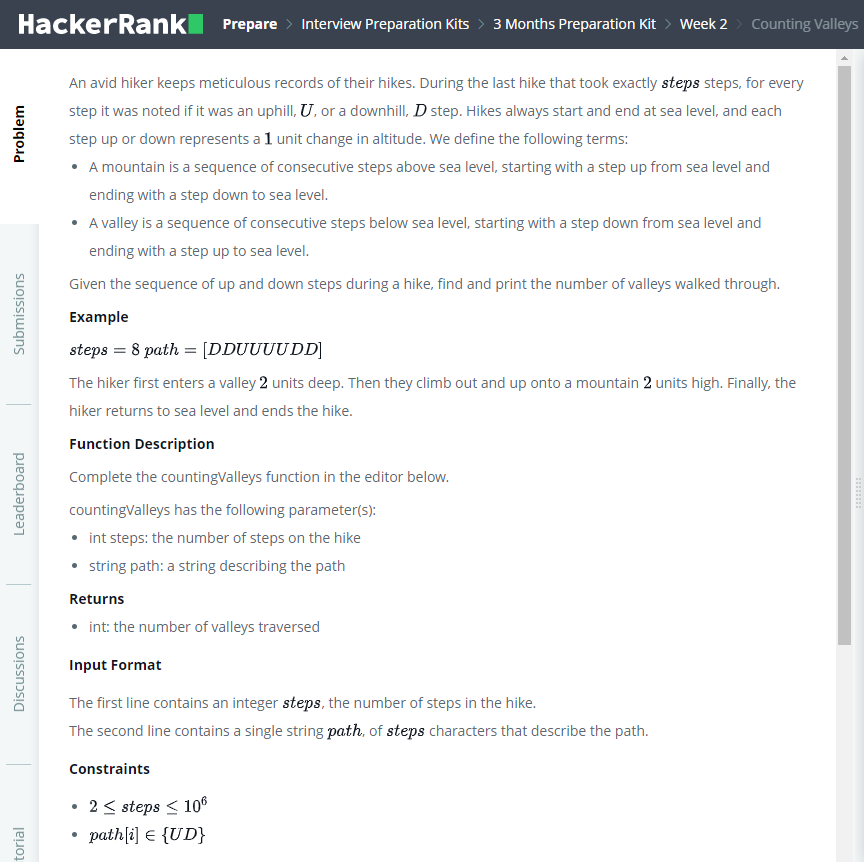 HackerRank Prepare > Interview Preparation Kits > 3 Months Preparation Kit > Week 2 > Counting Valleys
Problem
Submissions
Leaderboard
Discussions
torial
An avid hiker keeps meticulous records of their hikes. During the last hike that took exactly steps steps, for every
step it was noted if it was an uphill, U, or a downhill, D step. Hikes always start and end at sea level, and each
step up or down represents a 1 unit change in altitude. We define the following terms:
• A mountain is a sequence of consecutive steps above sea level, starting with a step up from sea level and
ending with a step down to sea level.
• A valley is a sequence of consecutive steps below sea level, starting with a step down from sea level and
ending with a step up to sea level.
Given the sequence of up and down steps during a hike, find and print the number of valleys walked through.
Example
steps = 8 path = [DDUUUUDD]
The hiker first enters a valley 2 units deep. Then they climb out and up onto a mountain 2 units high. Finally, the
hiker returns to sea level and ends the hike.
Function Description
Complete the countingValleys function in the editor below.
countingValleys has the following parameter(s):
• int steps: the number of steps on the hike
• string path: a string describing the path
Returns
• int: the number of valleys traversed
Input Format
The first line contains an integer steps, the number of steps in the hike.
The second line contains a single string path, of steps characters that describe the path.
Constraints
• 2 ≤ steps ≤ 10⁶
• path[i] ∈ {UD}